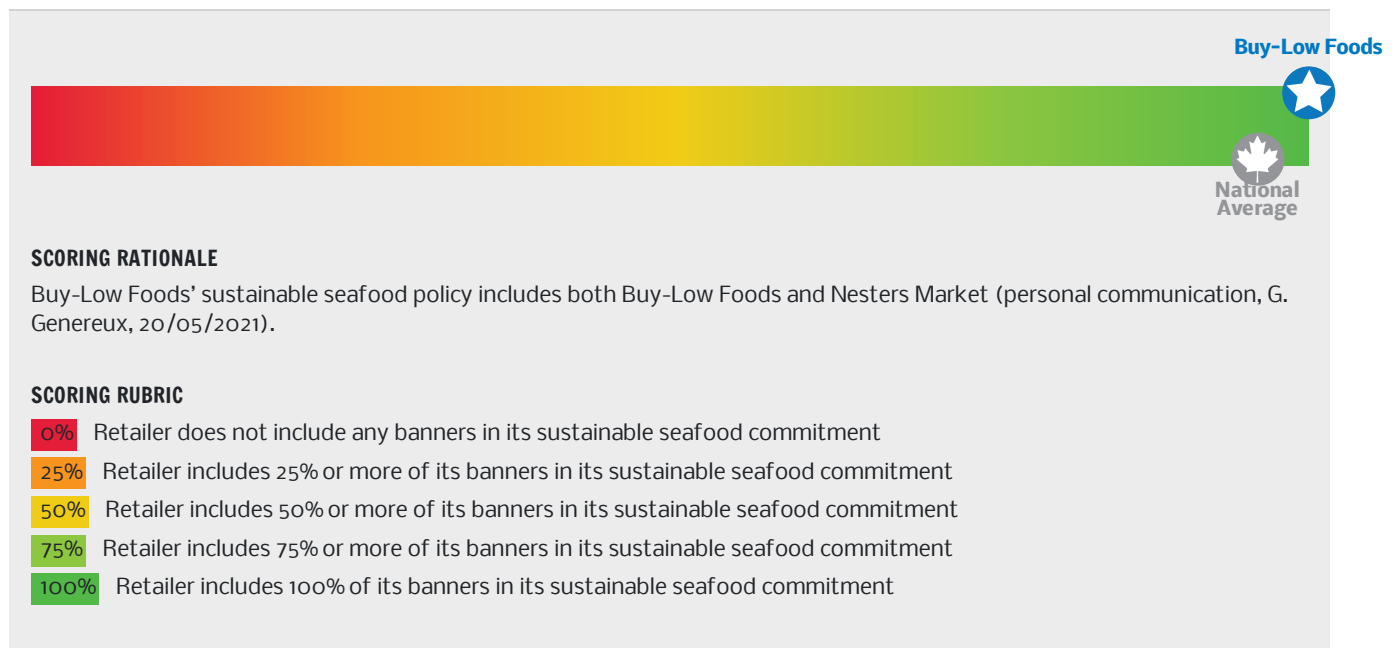 Buy-Low Foods
National
Average
SCORING RATIONALE
Buy-Low Foods’ sustainable seafood policy includes both Buy-Low Foods and Nesters Market (personal communication, G.
Genereux, 20/05/2021).
SCORING RUBRIC
0% Retailer does not include any banners in its sustainable seafood commitment
25% Retailer includes 25% or more of its banners in its sustainable seafood commitment
50% Retailer includes 50% or more of its banners in its sustainable seafood commitment
75% Retailer includes 75% or more of its banners in its sustainable seafood commitment
100% Retailer includes 100% of its banners in its sustainable seafood commitment